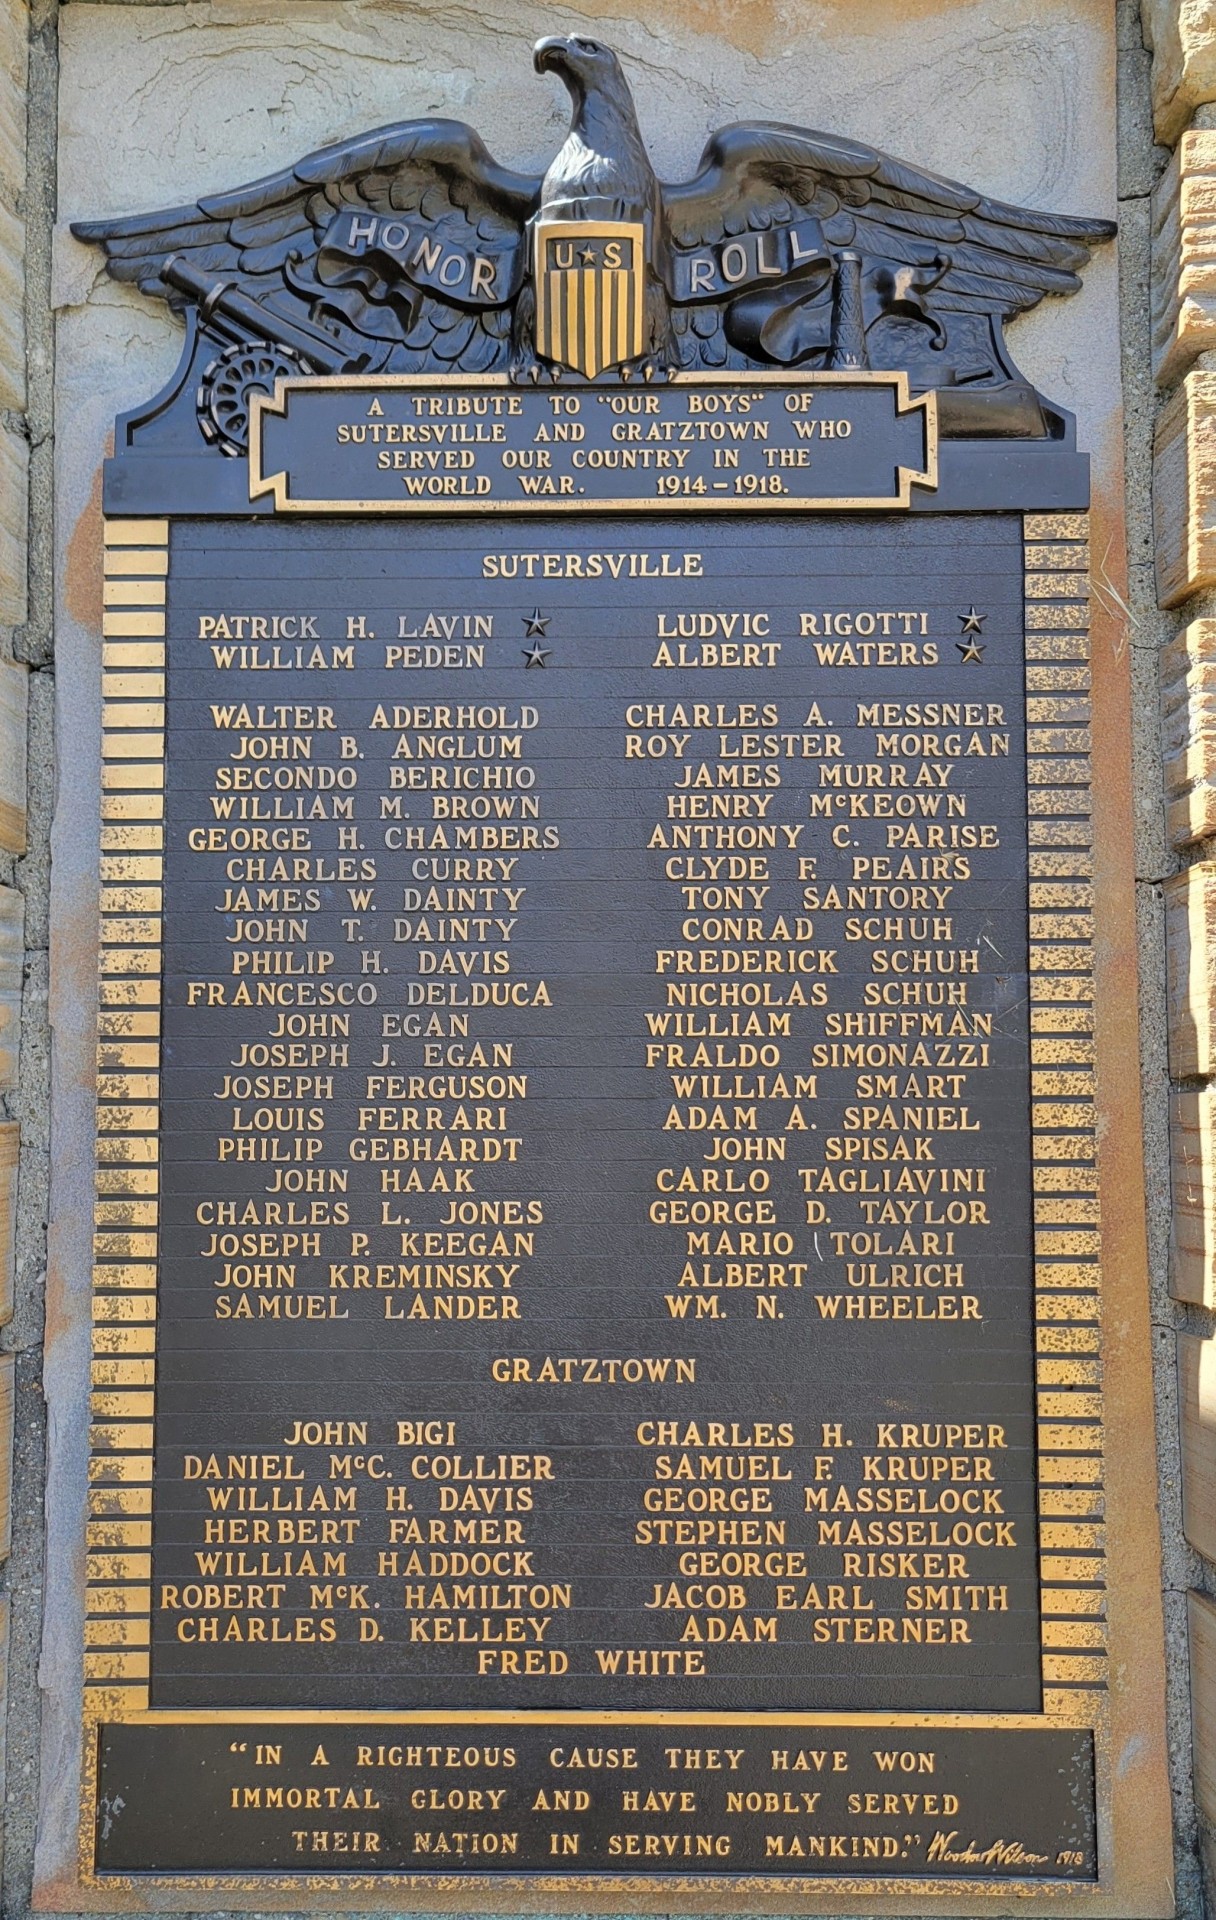 HONOR ROLL
U★S
A TRIBUTE TO "OUR BOYS" OF
SUTERSVILLE AND GRATZTOWN WHO
SERVED OUR COUNTRY IN THE
WORLD WAR. 1914-1918.
SUTERSVILLE
PATRICK H. LAVIN ★ LUDVIC RIGOTTI ★
WILLIAM PEDEN ★ ALBERT WATERS ★
WALTER ADERHOLD CHARLES A. MESSNER
JOHN B. ANGLUM ROY LESTER MORGAN
SECONDO BERICHIO JAMES MURRAY
WILLIAM M. BROWN HENRY McKEOWN
GEORGE H. CHAMBERS ANTHONY C. PARISE
CHARLES CURRY CLYDE F. PEAIRS
JAMES W. DAINTY TONY SANTORY
JOHN T. DAINTY CONRAD SCHUH
PHILIP H. DAVIS FREDERICK SCHUH
FRANCESCO DELDUCA NICHOLAS SCHUH
JOHN EGAN WILLIAM SHIFFMAN
JOSEPH J. EGAN FRALDO SIMONAZZI
JOSEPH FERGUSON WILLIAM SMART
LOUIS FERRARI ADAM A. SPANIEL
PHILIP GEBHARDT JOHN SPISAK
JOHN HAAK CARLO TAGLIAVINI
CHARLES L. JONES GEORGE D. TAYLOR
JOSEPH P. KEEGAN MARIO TOLARI
JOHN KREMINSKY ALBERT ULRICH
SAMUEL LANDER WM. N. WHEELER
GRATZTOWN
JOHN BIGI CHARLES H. KRUPER
DANIEL McC. COLLIER SAMUEL F. KRUPER
WILLIAM H. DAVIS GEORGE MASSELOCK
HERBERT FARMER STEPHEN MASSELOCK
WILLIAM HADDOCK GEORGE RISKER
ROBERT McK. HAMILTON JACOB EARL SMITH
CHARLES D. KELLEY ADAM STERNER
FRED WHITE
"IN A RIGHTEOUS CAUSE THEY HAVE WON
IMMORTAL GLORY AND HAVE NOBLY SERVED
THEIR NATION IN SERVING MANKIND." Woodrow Wilson 1918